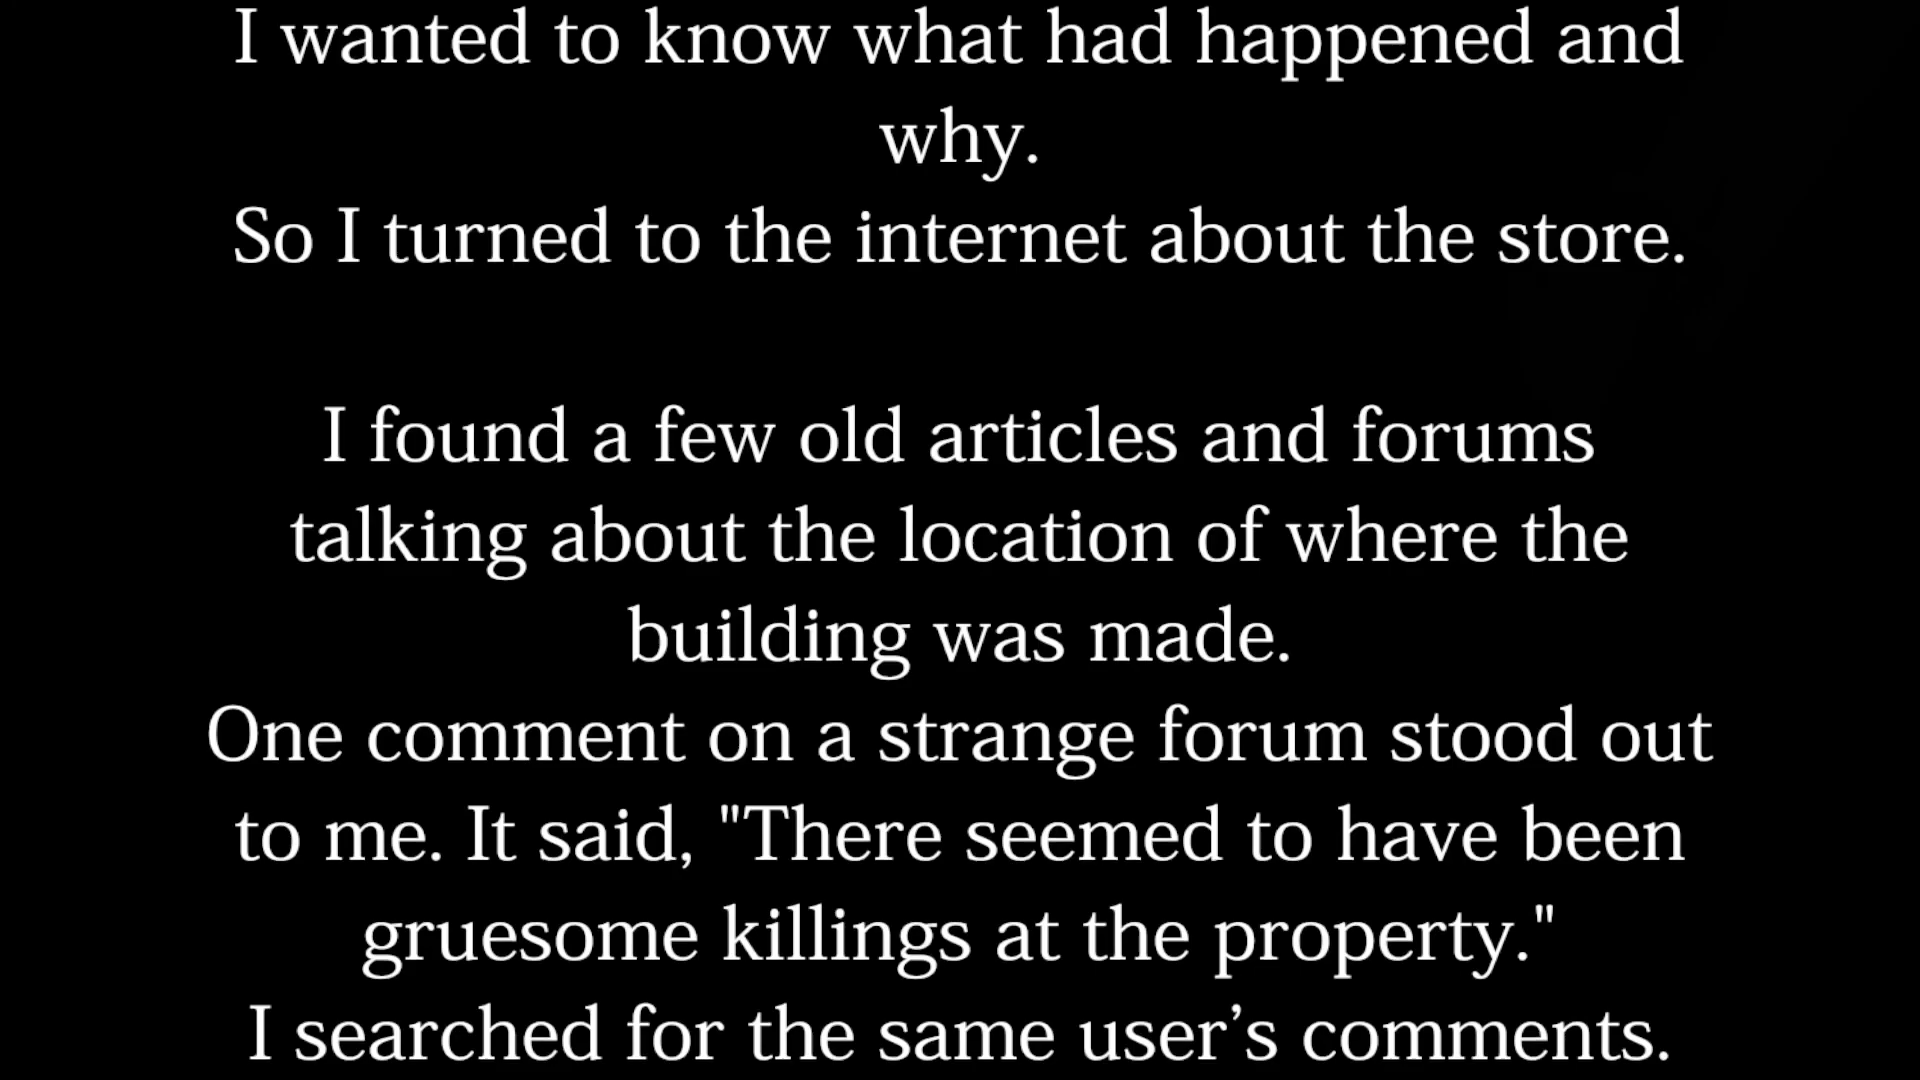 I wanted to know what had happened and
why.
So I turned to the internet about the store.
I found a few old articles and forums
talking about the location of where the
building was made.
One comment on a strange forum stood out
to me. It said, "There seemed to have been
gruesome killings at the property."
I searched for the same user’s comments.